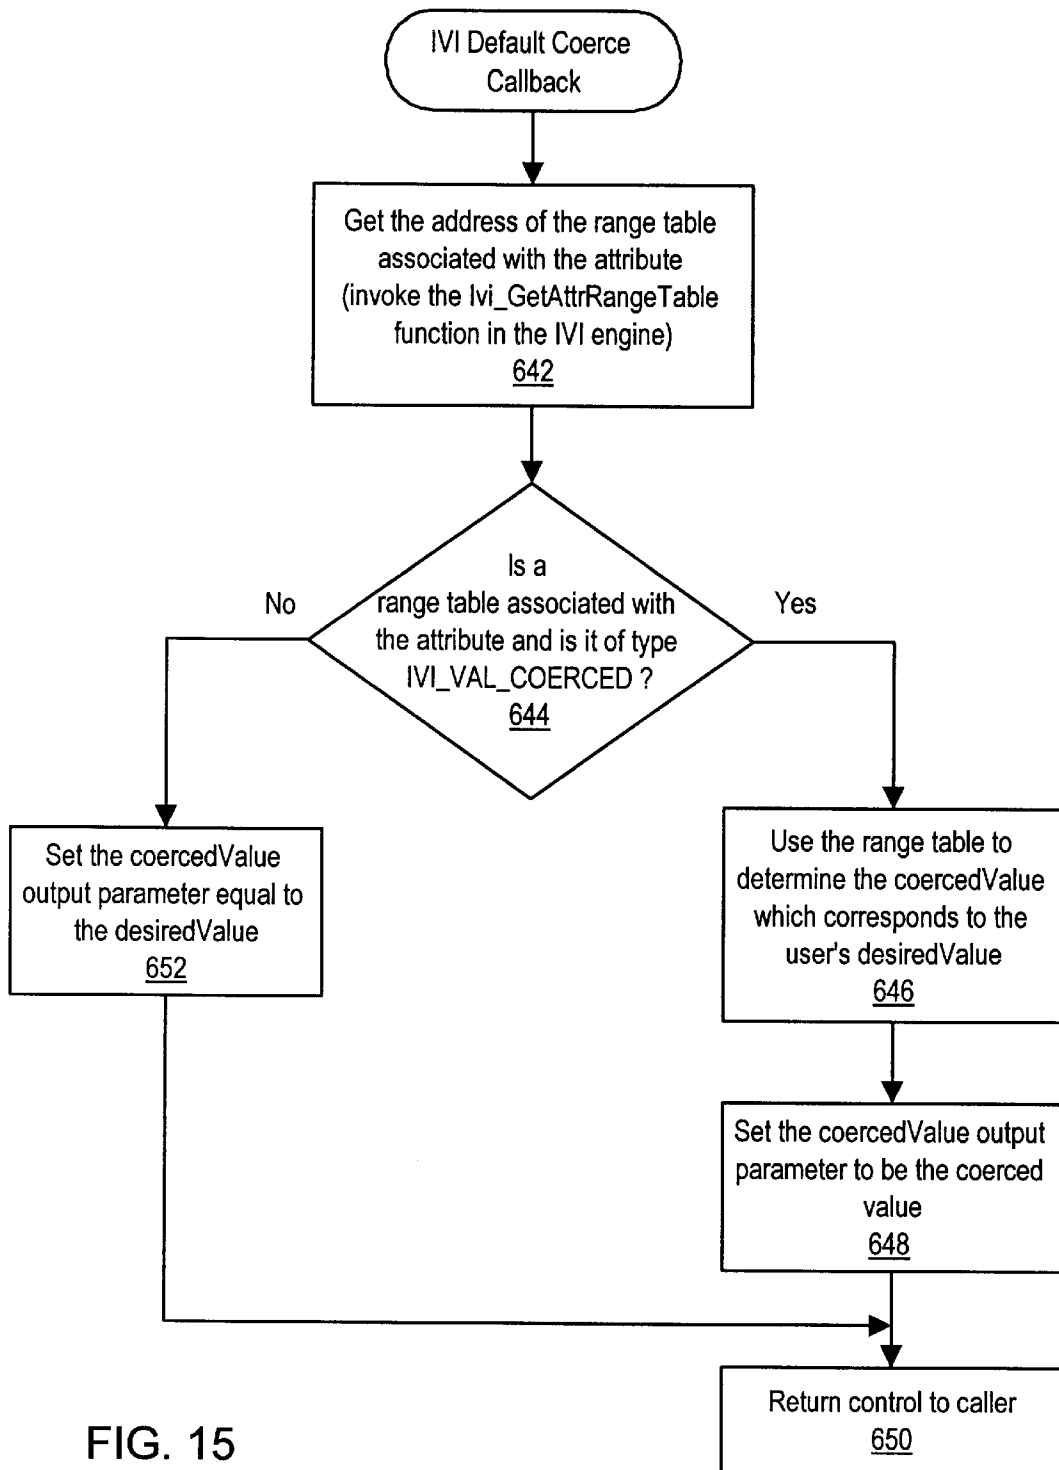 IVI Default Coerce
Callback
Get the address of the range table
associated with the attribute
(invoke the Ivi_GetAttrRangeTable
function in the IVI engine)
642
Is a
range table associated with
the attribute and is it of type
IVI_VAL_COERCED ?
644
No
Yes
Set the coercedValue
output parameter equal to
the desiredValue
652
Use the range table to
determine the coercedValue
which corresponds to the
user's desiredValue
646
Set the coercedValue output
parameter to be the coerced
value
648
Return control to caller
650
FIG. 15